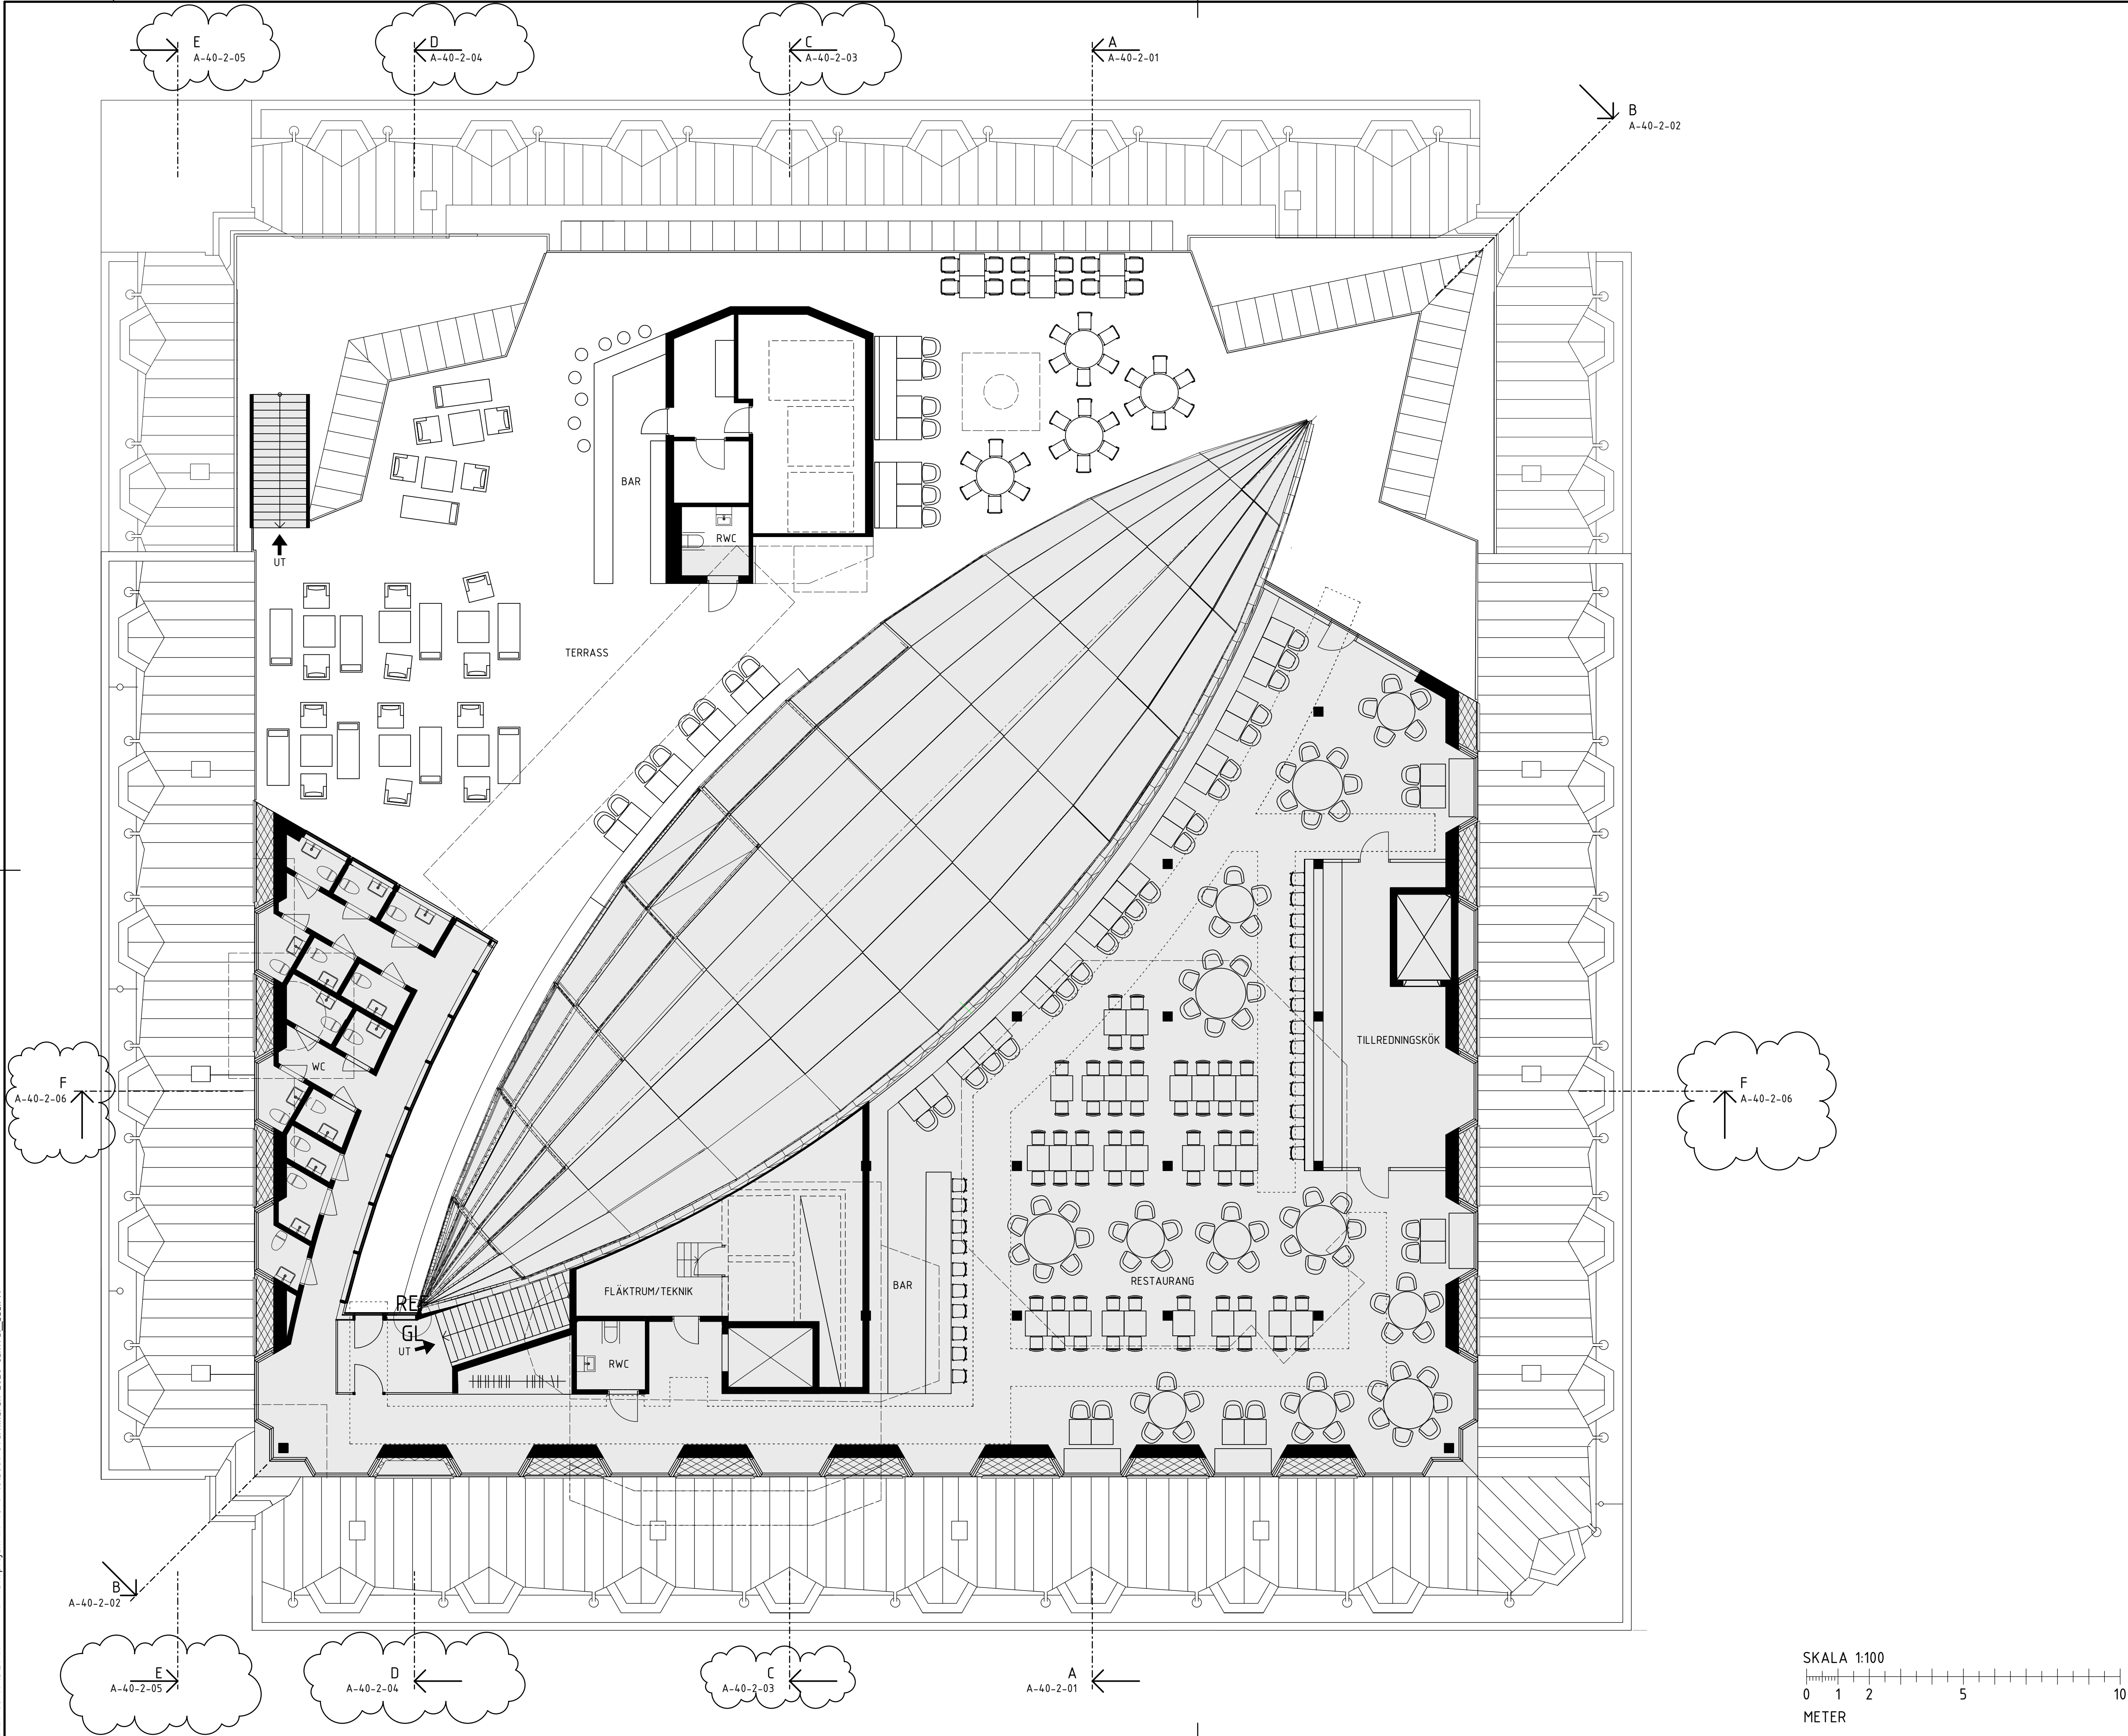 E
A-40-2-05
D
A-40-2-04
C
A-40-2-03
A
A-40-2-01
B
A-40-2-02
BAR
RWC
UT
TERRASS
TILLREDNINGSKÖK
WC
F
A-40-2-06
F
A-40-2-06
RESTAURANG
BAR
FLÄKTRUM/TEKNIK
REF
GL
UT
RWC
B
A-40-2-02
E
A-40-2-05
D
A-40-2-04
C
A-40-2-03
A
A-40-2-01
SKALA 1:100
0 1 2 5 10
METER